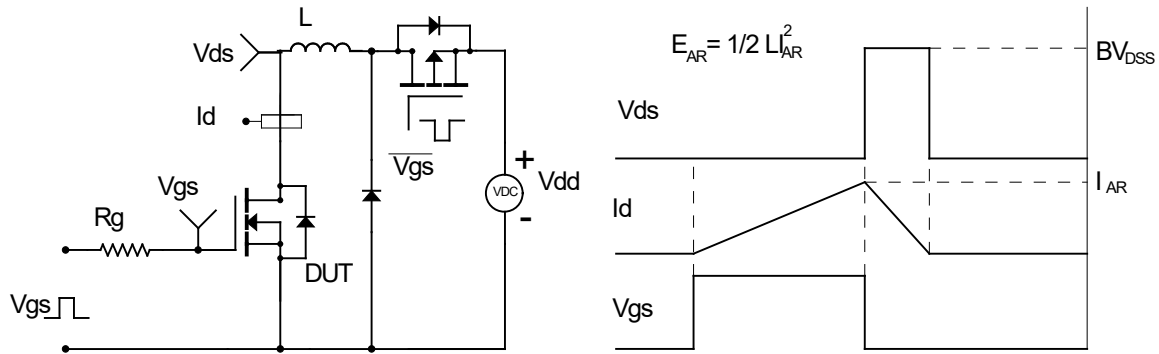 L
Vds
Id
Vgs
Vgs
+
VDC
Vdd
-
Rg
DUT
Vgs
E_AR = 1/2 LI_AR^2
BV_DSS
Vds
I_AR
Id
Vgs